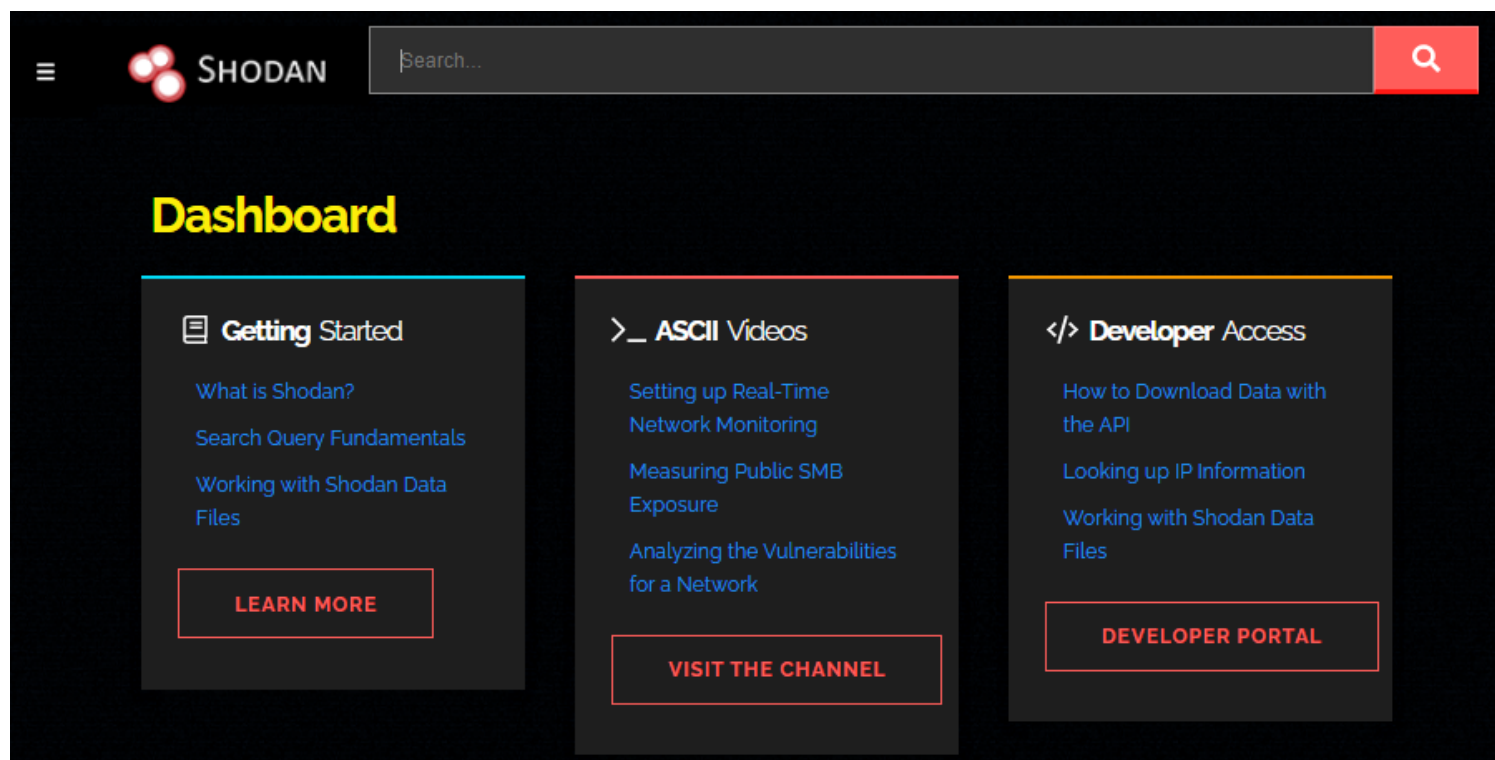 SHODAN
Search...
Dashboard
Getting Started
What is Shodan?
Search Query Fundamentals
Working with Shodan Data
Files
LEARN MORE
>_ ASCII Videos
Setting up Real-Time
Network Monitoring
Measuring Public SMB
Exposure
Analyzing the Vulnerabilities
for a Network
VISIT THE CHANNEL
</> Developer Access
How to Download Data with
the API
Looking up IP Information
Working with Shodan Data
Files
DEVELOPER PORTAL